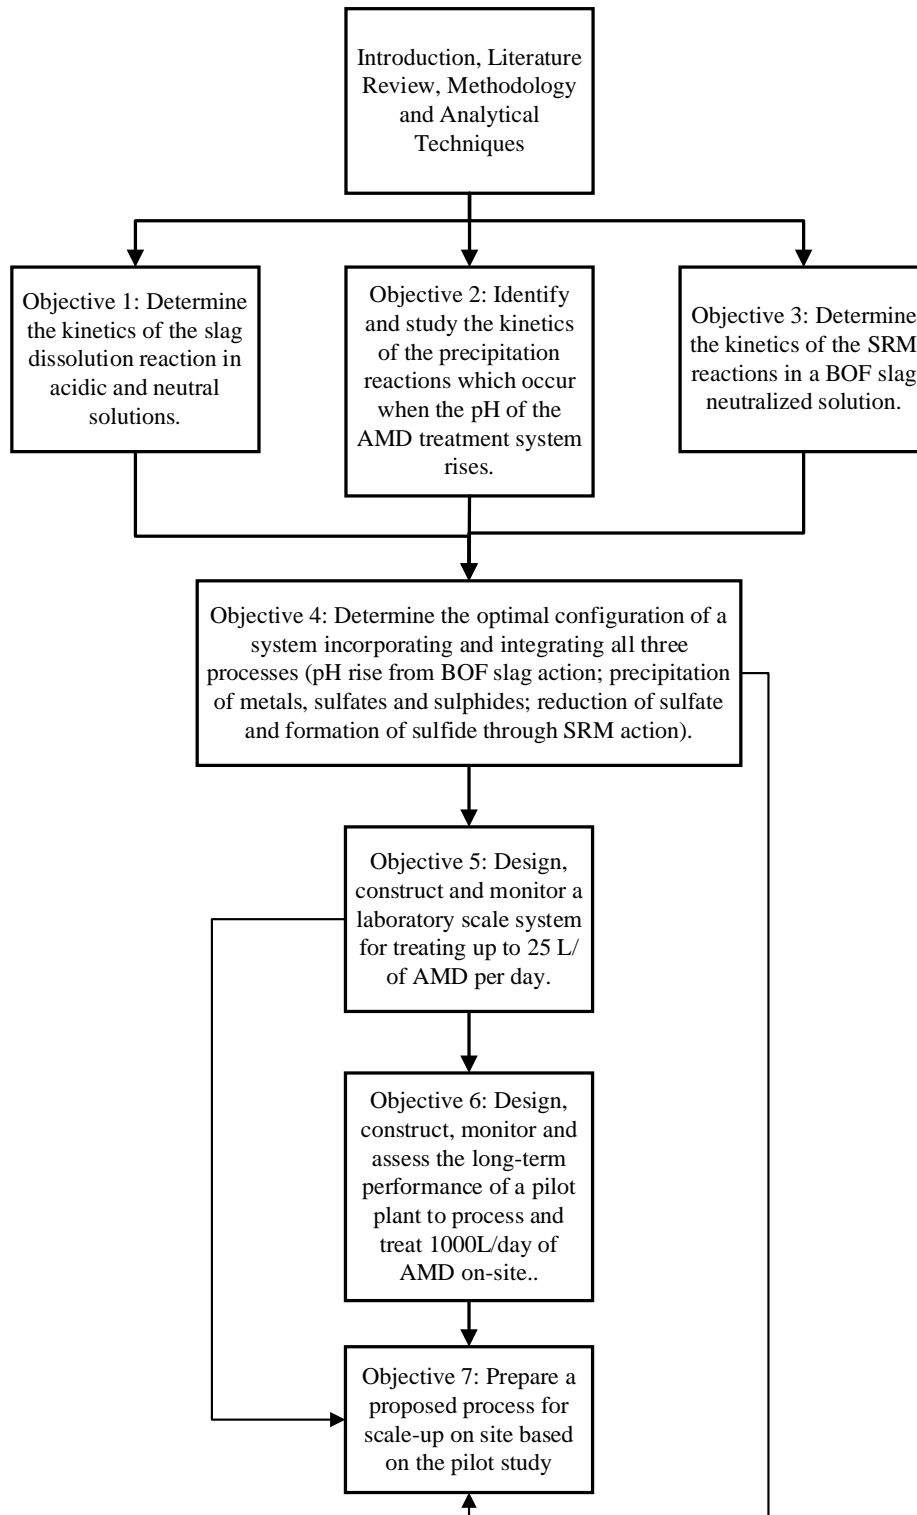 Introduction, Literature
Review, Methodology
and Analytical
Techniques
Objective 1: Determine
the kinetics of the slag
dissolution reaction in
acidic and neutral
solutions.
Objective 2: Identify
and study the kinetics
of the precipitation
reactions which occur
when the pH of the
AMD treatment system
rises.
Objective 3: Determine
the kinetics of the SRM
reactions in a BOF slag
neutralized solution.
Objective 4: Determine the optimal configuration of a
system incorporating and integrating all three
processes (pH rise from BOF slag action; precipitation
of metals, sulfates and sulphides; reduction of sulfate
and formation of sulfide through SRM action).
Objective 5: Design,
construct and monitor a
laboratory scale system
for treating up to 25 L/
of AMD per day.
Objective 6: Design,
construct, monitor and
assess the long-term
performance of a pilot
plant to process and
treat 1000L/day of
AMD on-site..
Objective 7: Prepare a
proposed process for
scale-up on site based
on the pilot study